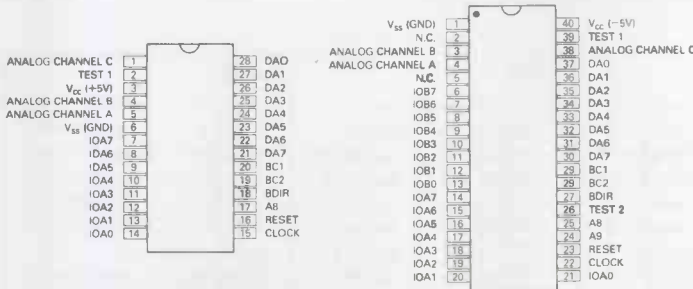 ANALOG CHANNEL C 1 28 DAO
TEST 1 2 27 DA1
Vcc (+5V) 3 26 DA2
ANALOG CHANNEL B 4 25 DA3
ANALOG CHANNEL A 5 24 DA4
Vss (GND) 6 23 DA5
IOA7 7 22 DA6
IDA6 8 21 DA7
IDA5 9 20 BC1
IOA4 10 19 BC2
IOA3 11 18 BDIR
IOA2 12 17 A8
IOA1 13 16 RESET
IOA0 14 15 CLOCK
Vss (GND) 1 40 Vcc (-5V)
N.C. 2 39 TEST 1
ANALOG CHANNEL B 3 38 ANALOG CHANNEL C
ANALOG CHANNEL A 4 37 DA0
N.C. 5 36 DA1
IOB7 6 35 DA2
IOB6 7 34 DA3
IOB5 8 33 DA4
IOB4 9 32 DA5
IOB3 10 31 DA6
IOB2 11 30 DA7
IOB1 12 29 BC1
IOB0 13 29 BC2
IOA7 14 27 BDIR
IOA6 15 26 TEST 2
IOA5 16 25 A8
IOA4 17 24 A9
IOA3 18 23 RESET
IOA2 19 22 CLOCK
IOA1 20 21 IOA0